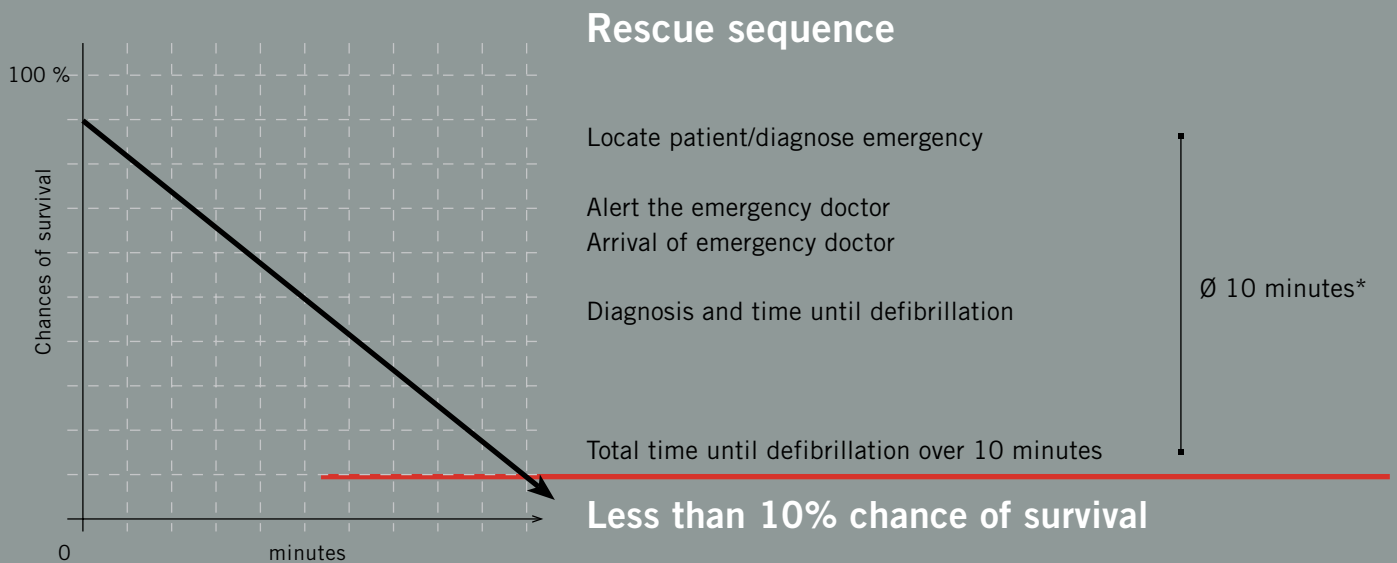 Rescue sequence
100 %
Chances of survival
0
minutes
Locate patient/diagnose emergency
Alert the emergency doctor
Arrival of emergency doctor
Diagnosis and time until defibrillation
Ø 10 minutes*
Total time until defibrillation over 10 minutes
Less than 10% chance of survival